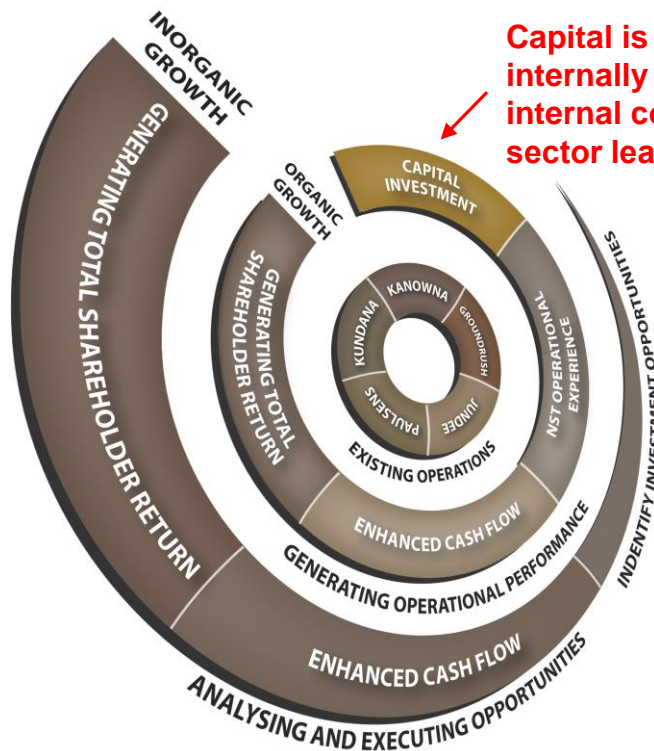 Capital is
internally
internal
sector
INORGANIC
GROWTH
GENERATING TOTAL SHAREHOLDER RETURN
ENHANCED CASH FLOW
ANALYSING AND EXECUTING OPPORTUNITIES
INDENTIFY INVESTMENT OPPORTUNITIES
ORGANIC
GROWTH
CAPITAL
INVESTMENT
NST OPERATIONAL
EXPERIENCE
ENHANCED CASH FLOW
GENERATING TOTAL
SHAREHOLDER RETURN
GENERATING OPERATIONAL PERFORMANCE
KANOWNA
GROUNDRUSH
JUNDEE
PAULSENS
KUNDANA
EXISTING OPERATIONS